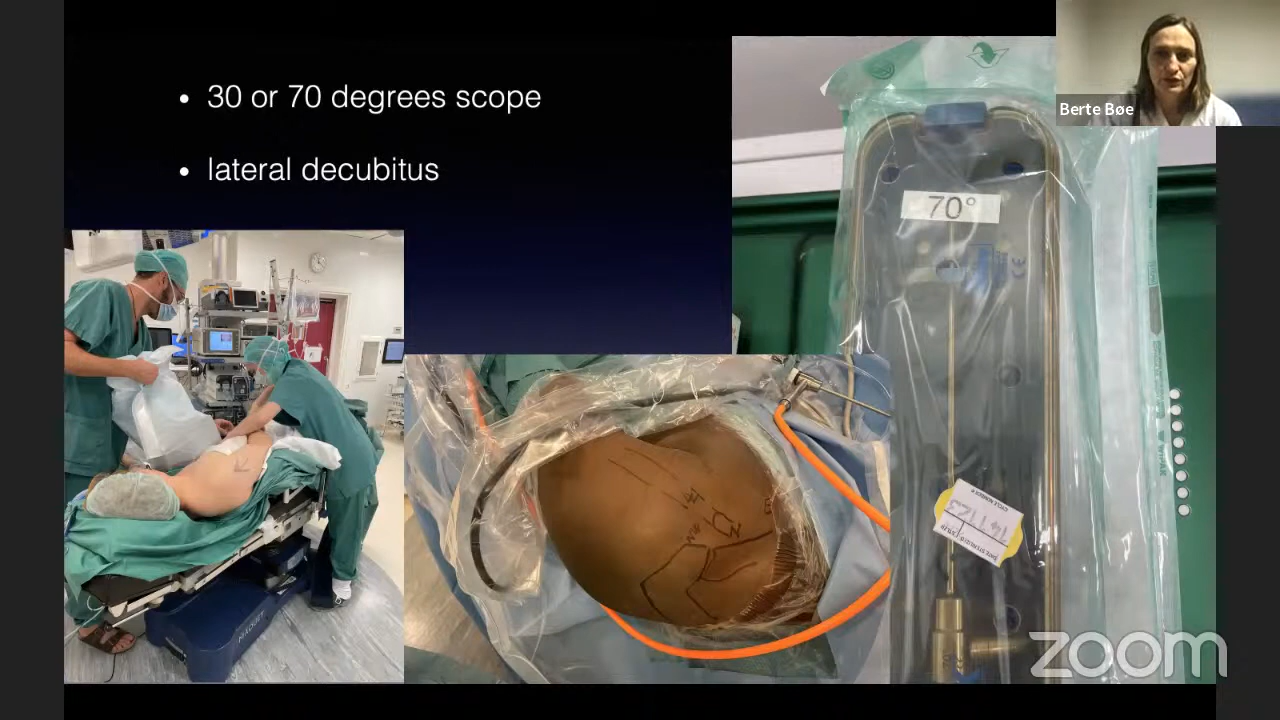 • 30 or 70 degrees scope
• lateral decubitus
Berte Bøe
70°
zoom